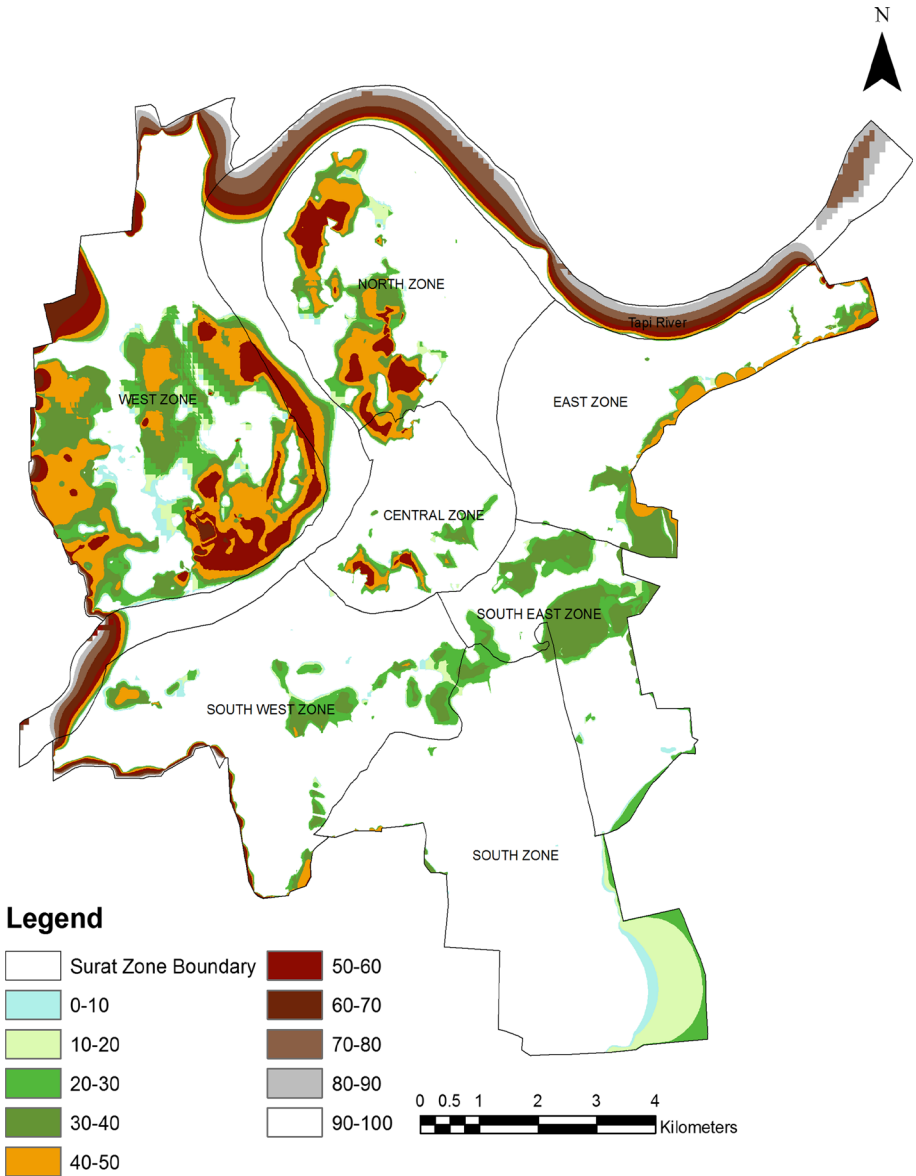 N
NORTH ZONE
Tapi River
WEST ZONE
EAST ZONE
CENTRAL ZONE
SOUTH EAST ZONE
SOUTH WEST ZONE
SOUTH ZONE
Legend
Surat Zone Boundary
0-10
10-20
20-30
30-40
40-50
50-60
60-70
70-80
80-90
90-100
0 0.5 1 2 3 4
Kilometers